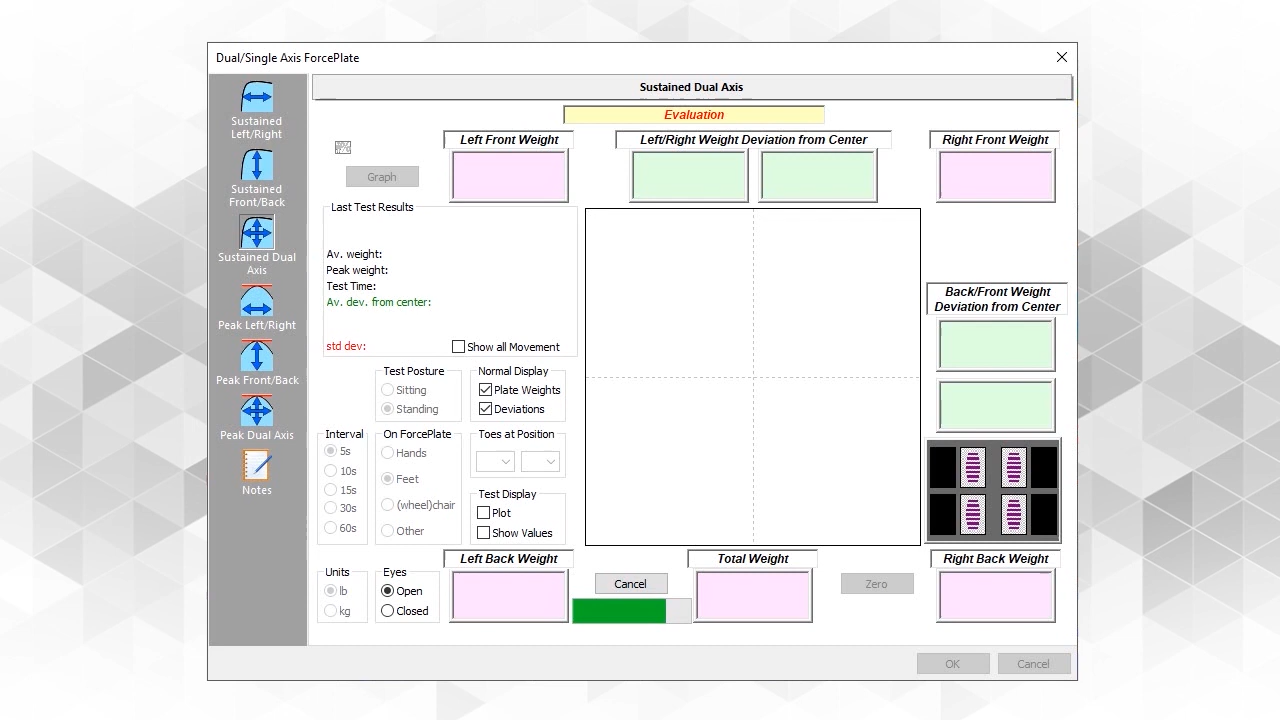 Dual/Single Axis ForcePlate
Sustained
Left/Right
Sustained
Front/Back
Sustained Dual
Axis
Peak Left/Right
Peak Front/Back
Peak Dual Axis
Notes
Sustained Dual Axis
Evaluation
Left Front Weight
Left/Right Weight Deviation from Center
Right Front Weight
Graph
Last Test Results
Av. weight:
Peak weight:
Test Time:
Av. dev. from center:
std dev:
Show all Movement
Back/Front Weight
Deviation from Center
Test Posture
Sitting
Standing
Normal Display
Plate Weights
Deviations
Interval
5s
10s
15s
30s
60s
On ForcePlate
Hands
Feet
(wheel)chair
Other
Toes at Position
Test Display
Plot
Show Values
Left Back Weight
Total Weight
Right Back Weight
Units
lb
kg
Eyes
Open
Closed
Cancel
Zero
OK
Cancel